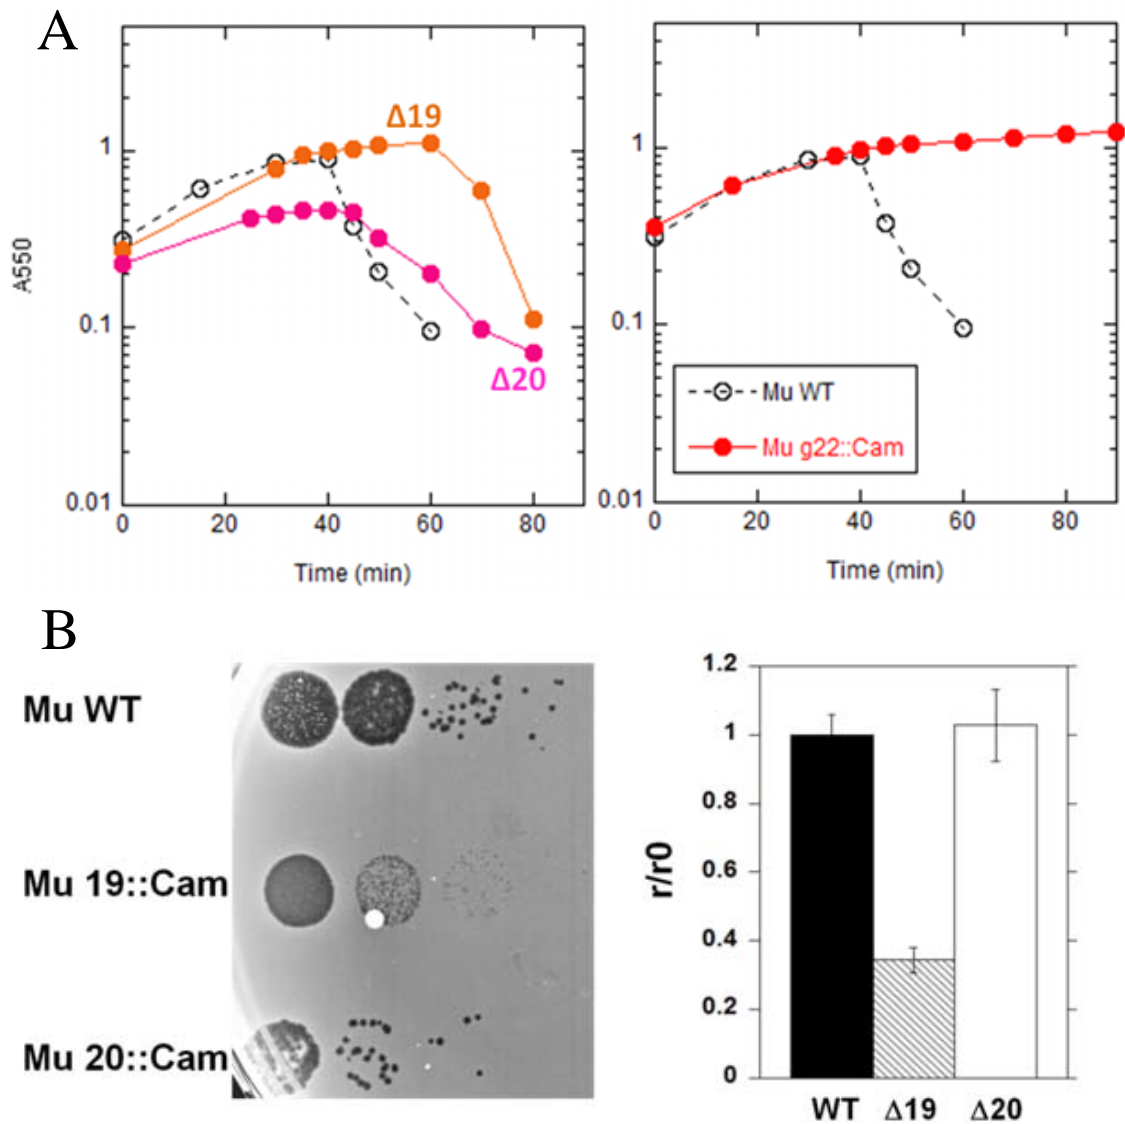 A
A550
1
0.1
0.01
0
20
40
60
80
Time (min)
Δ19
Δ20
1
0.1
0.01
0
20
40
60
80
Time (min)
Mu WT
Mu g22::Cam
B
Mu WT
Mu 19::Cam
Mu 20::Cam
r/r0
1.2
1
0.8
0.6
0.4
0.2
0
WT Δ19 Δ20